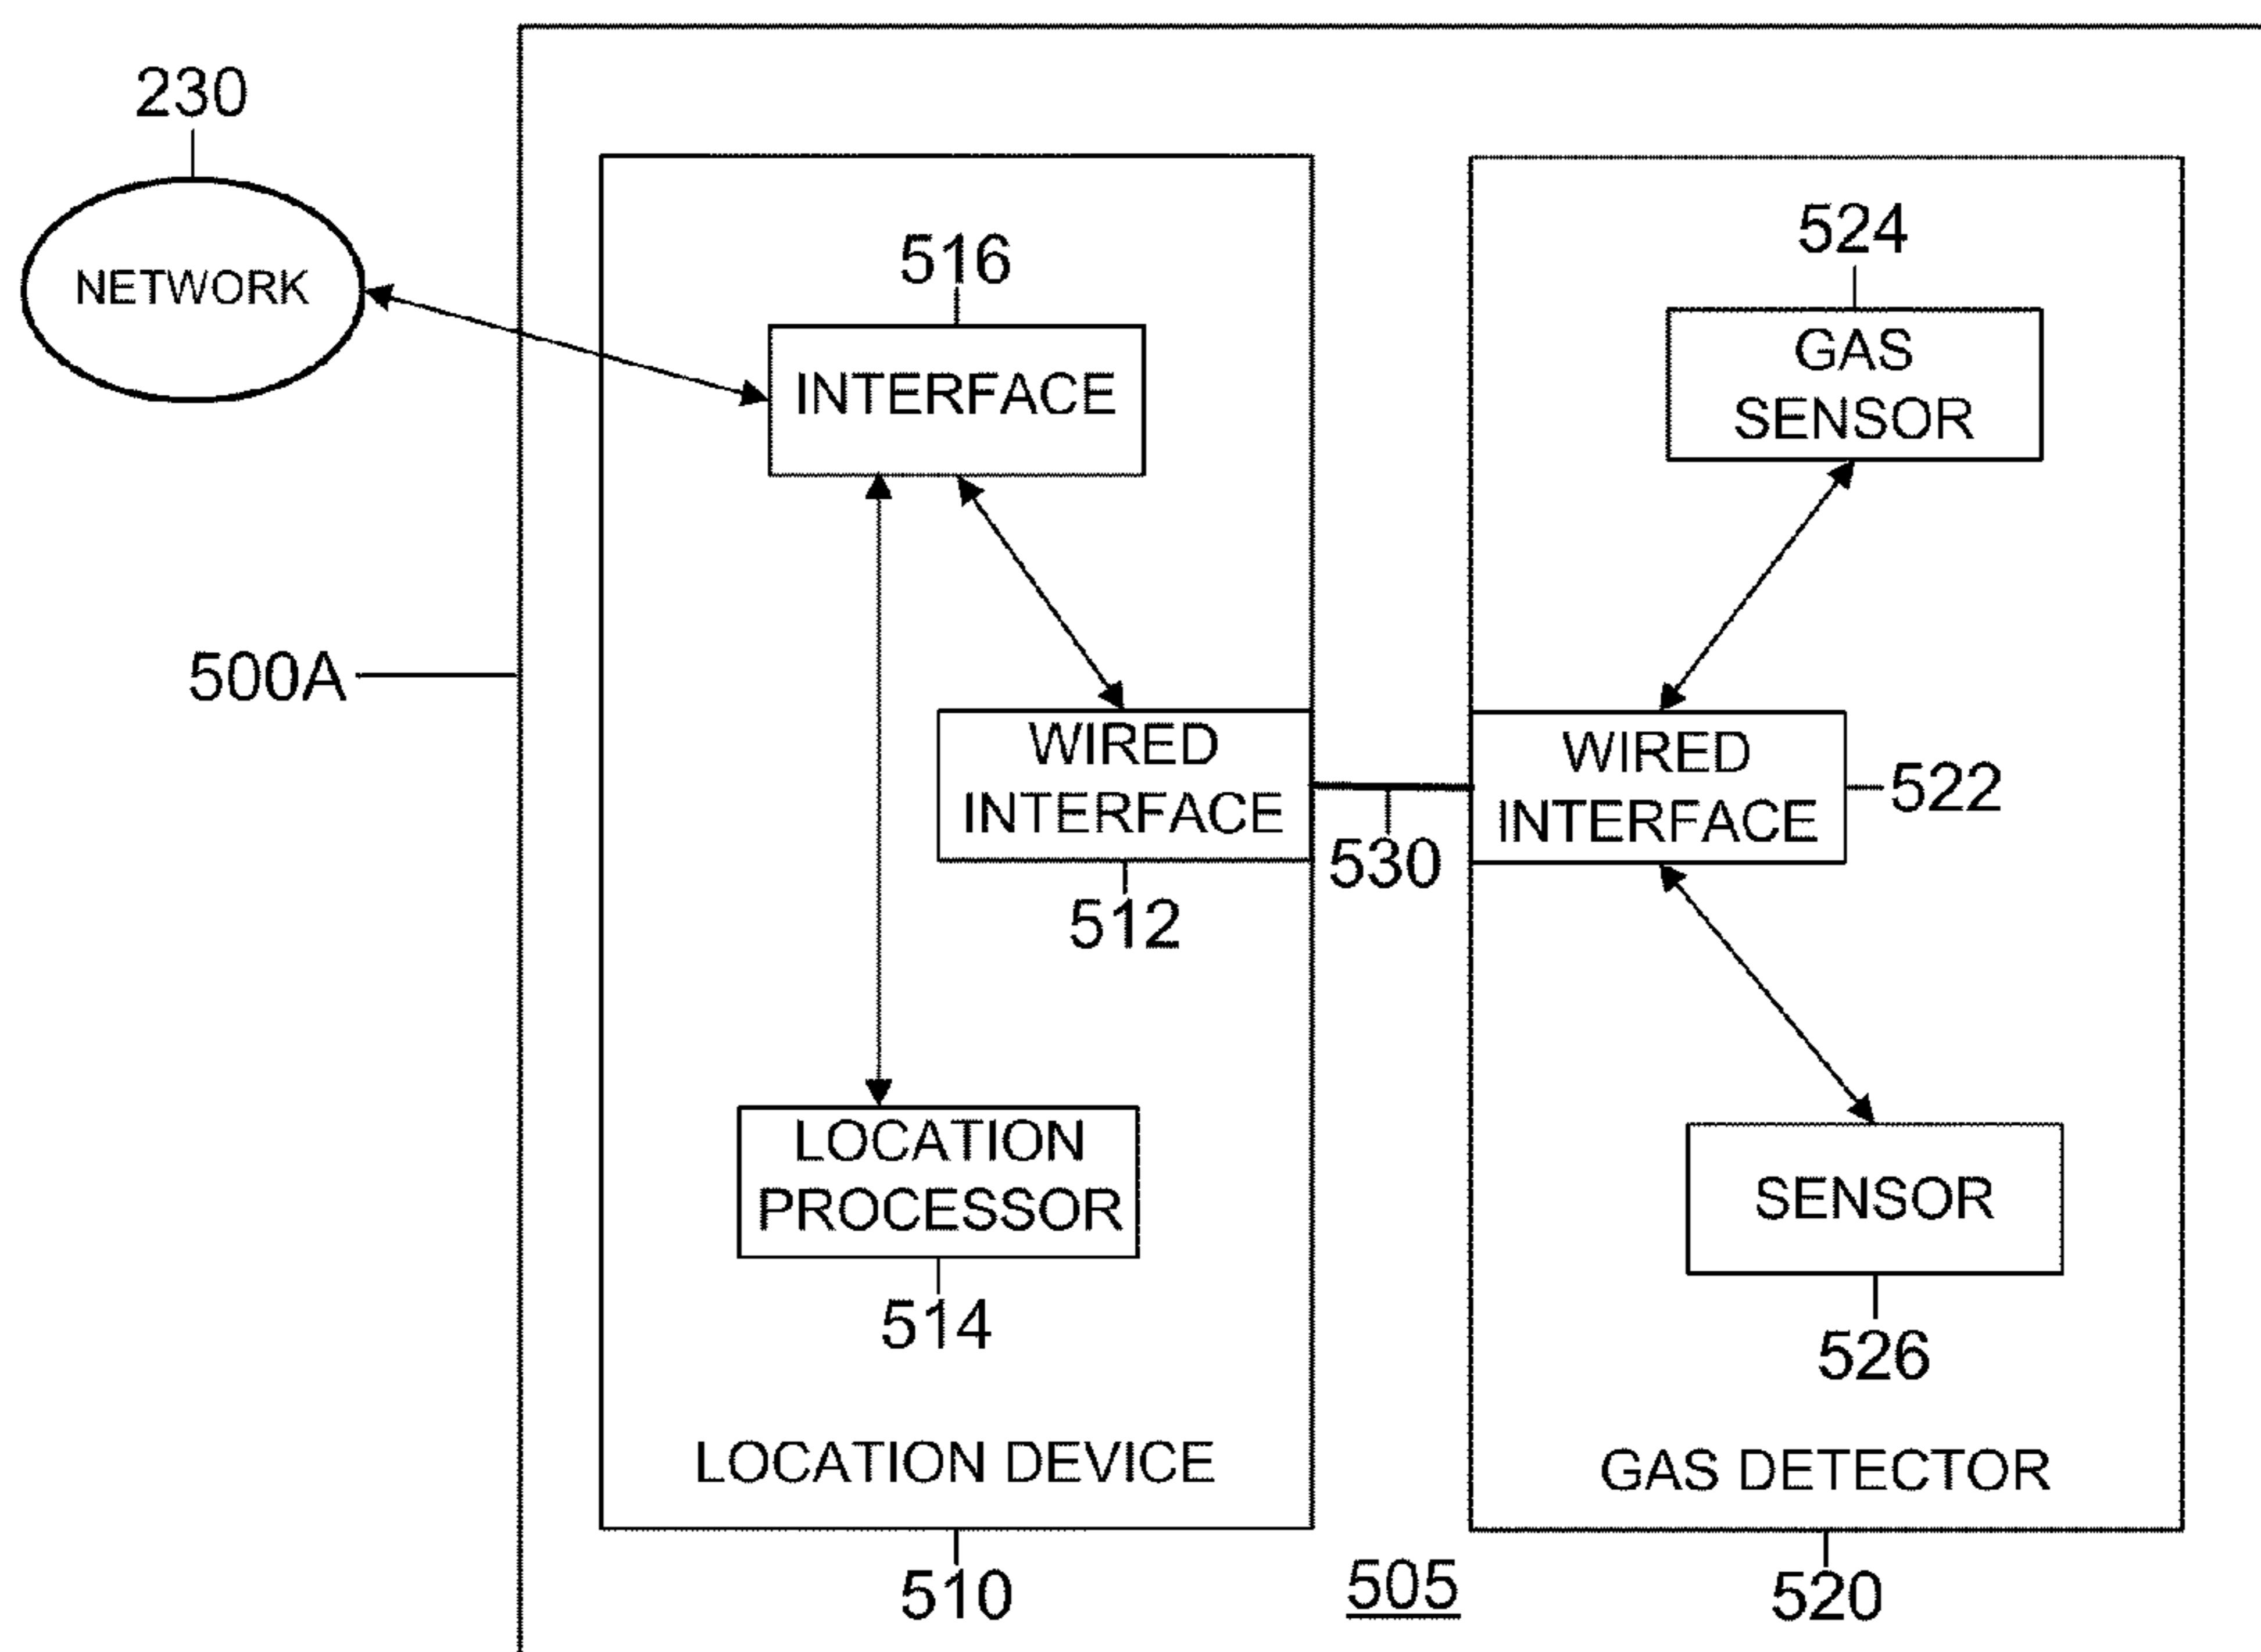 230
NETWORK
500A
516
INTERFACE
WIRED
INTERFACE
512
LOCATION
PROCESSOR
514
LOCATION DEVICE
510
530
505
524
GAS
SENSOR
WIRED
INTERFACE
522
SENSOR
526
GAS DETECTOR
520